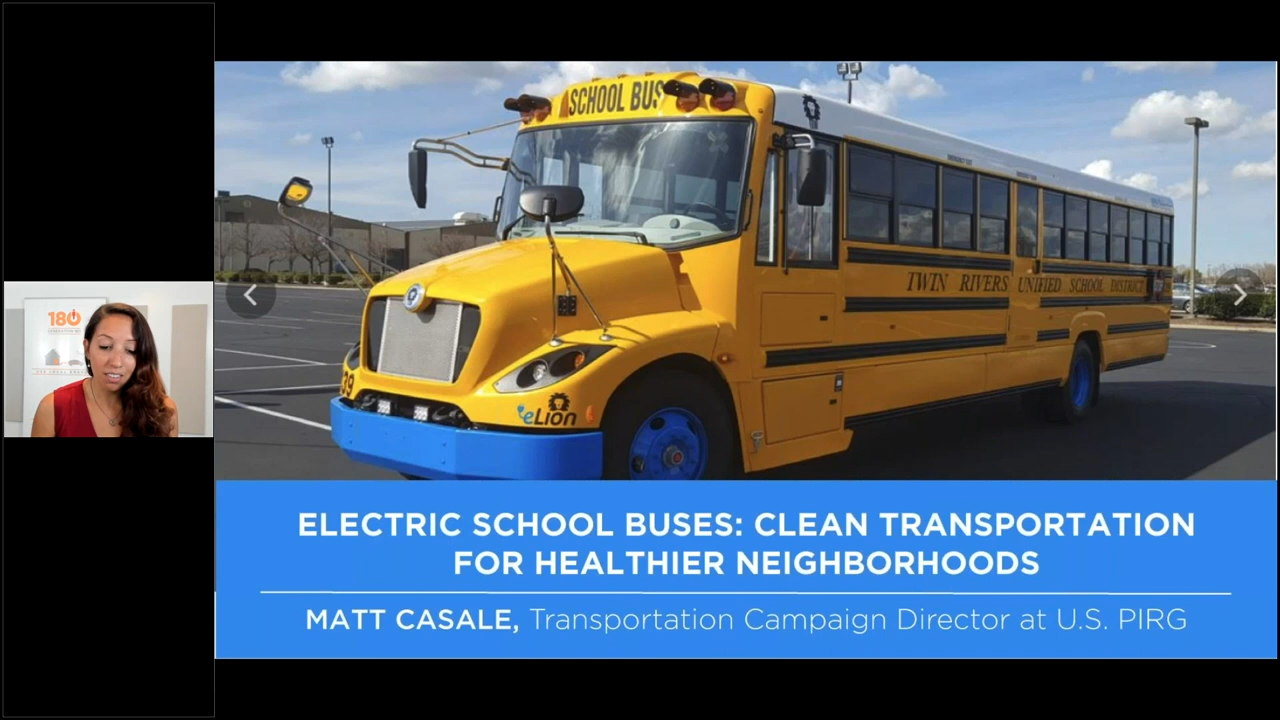 SCHOOL BUS
TWIN RIVERS UNIFIED SCHOOL DISTRICT
eLion
180
ELECTRIC SCHOOL BUSES: CLEAN TRANSPORTATION
FOR HEALTHIER NEIGHBORHOODS
MATT CASALE, Transportation Campaign Director at U.S. PIRG